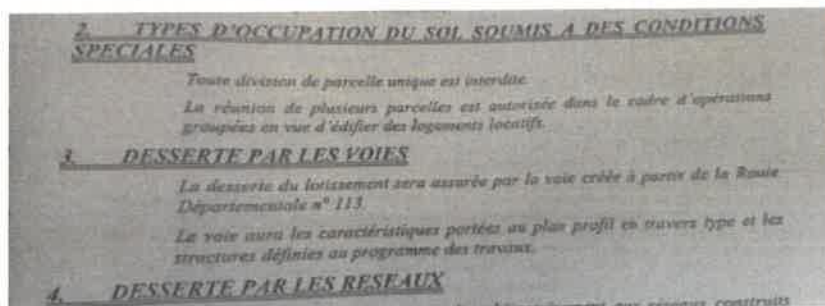 2. TYPES D'OCCUPATION DU SOL SOUMIS A DES CONDITIONS
SPECIALES
Toute division de parcelle unique est interdite.
La réunion de plusieurs parcelles est autorisée dans le cadre d'opérations
groupées en vue d'édifier des logements locatifs.
3. DESSERTE PAR LES VOIES
La desserte du lotissement sera assurée par la voie créée à partir de la Route
Départementale n° 113.
La voie aura les caractéristiques portées au plan profil en travers type et les
structures définies au programme des travaux.
4. DESSERTE PAR LES RESEAUX
aux réseaux construits